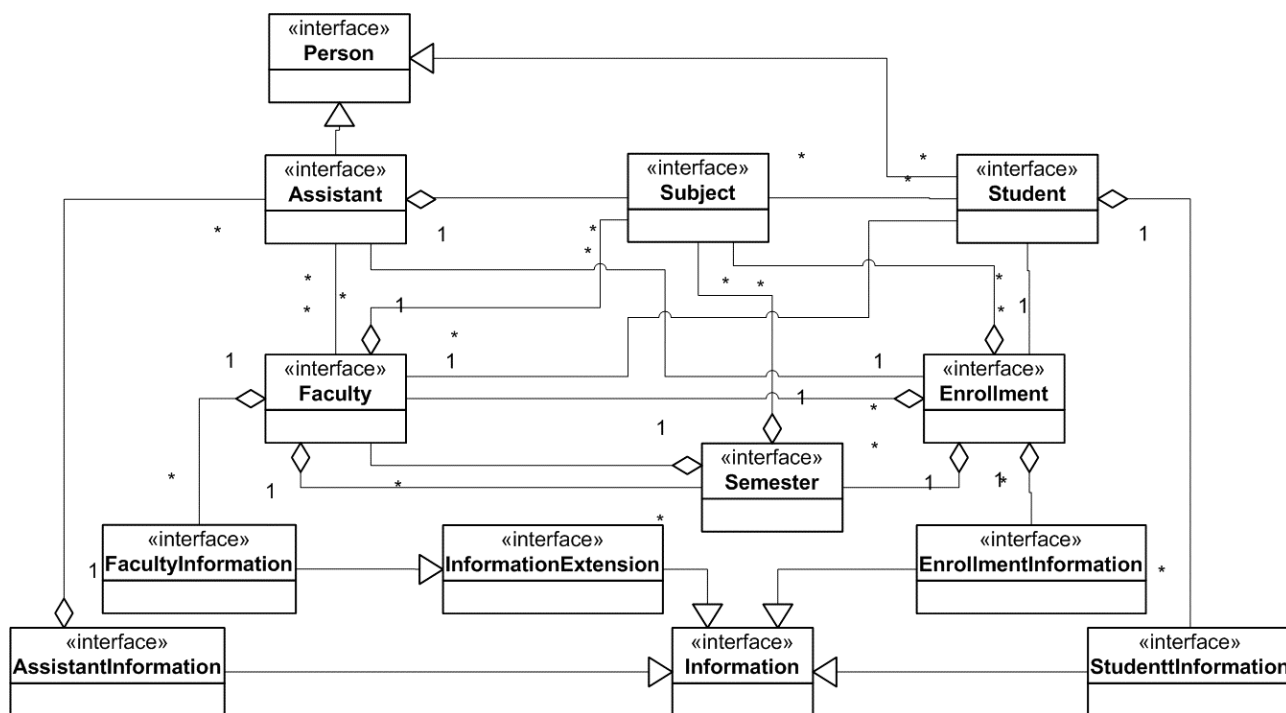 «interface»
Person
«interface»
Assistant
«interface»
Subject
«interface»
Student
*
*
*
*
1
*
*
1
*
*
*
*
*
*
1
*
1
*
*
1
1
1
«interface»
Faculty
«interface»
Enrollment
1
*
1
*
«interface»
Semester
*
1
*
1
1
*
*
«interface»
FacultyInformation
«interface»
InformationExtension
«interface»
EnrollmentInformation
1
*
«interface»
AssistantInformation
«interface»
Information
«interface»
StudenttInformation